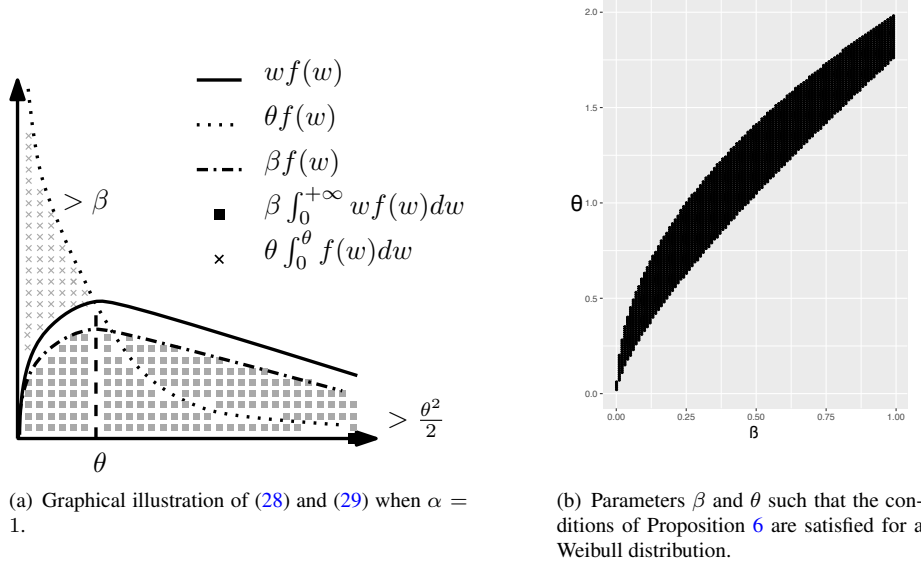 wf(w)
θf(w)
βf(w)
β ∫₀^{+∞} wf(w)dw
θ ∫₀^θ f(w)dw
> β
> θ²/2
θ
2.0
1.5
θ 1.0
0.5
0.0
0.00 0.25 0.50 0.75 1.00
β
(a) Graphical illustration of (28) and (29) when α =
1.
(b) Parameters β and θ such that the con-
ditions of Proposition 6 are satisfied for a
Weibull distribution.